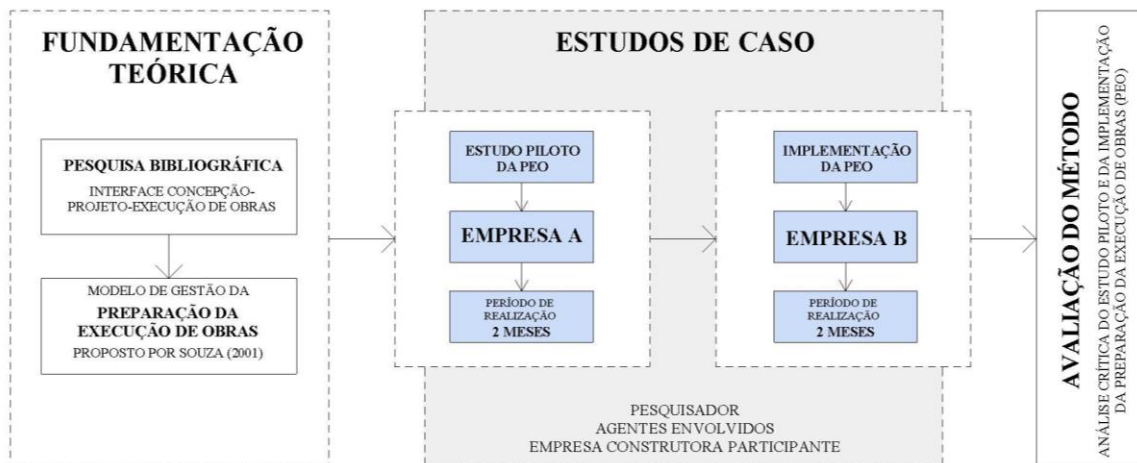 FUNDAMENTAÇÃO
TEÓRICA
PESQUISA BIBLIOGRÁFICA
INTERFACE CONCEPÇÃO-
PROJETO-EXECUÇÃO DE OBRAS
MODELO DE GESTÃO DA
PREPARAÇÃO DA
EXECUÇÃO DE OBRAS
PROPOSTO POR SOUZA (2001)
ESTUDOS DE CASO
ESTUDO PILOTO
DA PEO
EMPRESA A
PERÍODO DE
REALIZAÇÃO
2 MESES
IMPLEMENTAÇÃO
DA PEO
EMPRESA B
PERÍODO DE
REALIZAÇÃO
2 MESES
PESQUISADOR
AGENTES ENVOLVIDOS
EMPRESA CONSTRUTORA PARTICIPANTE
AVALIAÇÃO DO MÉTODO
ANÁLISE CRÍTICA DO ESTUDO PILOTO E DA IMPLEMENTAÇÃO
DA PREPARAÇÃO DA EXECUÇÃO DE OBRAS (PEO)